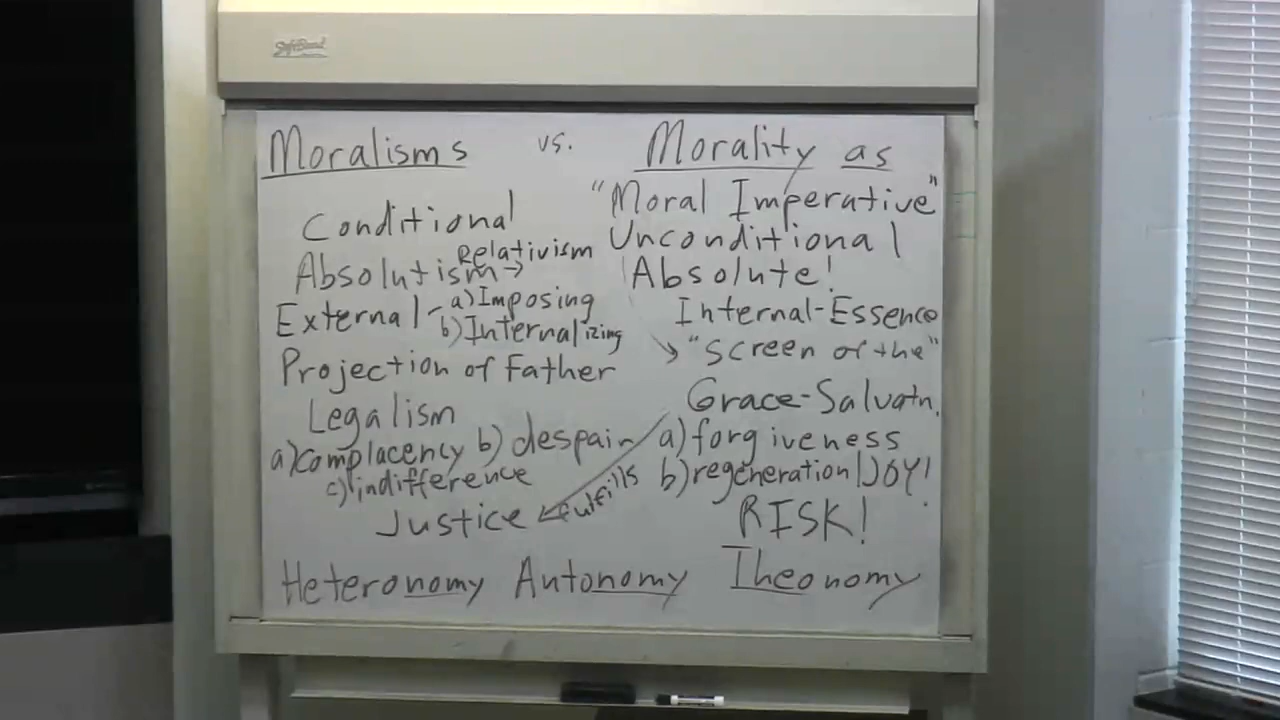 SoftBoard
Moralisms vs. Morality as
"Moral Imperative"
Conditional
Unconditional
Relativism
Absolutism→
Absolute!
External - a) Imposing
b) Internalizing
Internal-Essence
→ "screen of the"
Projection of Father
Grace-Salvatn.
Legalism
a) complacency b) despair
a) forgiveness
c) indifference
b) regeneration JOY!
Justice ← fulfills
RISK!
Heteronomy Autonomy Theonomy